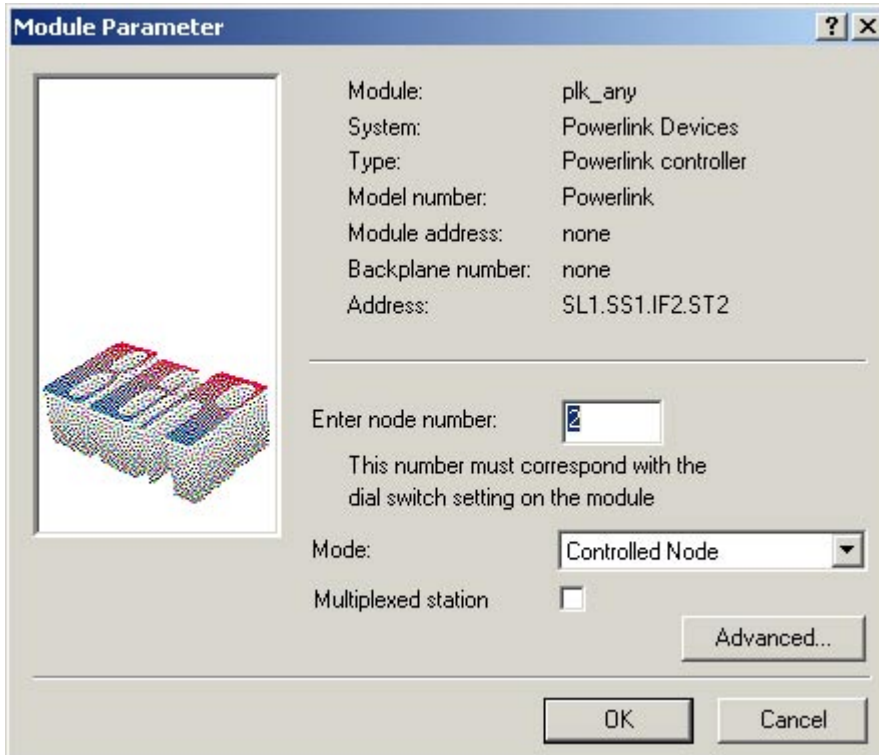 Module Parameter
Module: plk_any
System: Powerlink Devices
Type: Powerlink controller
Model number: Powerlink
Module address: none
Backplane number: none
Address: SL1.SS1.IF2.ST2
Enter node number: 2
This number must correspond with the
dial switch setting on the module
Mode: Controlled Node
Multiplexed station
Advanced...
OK Cancel